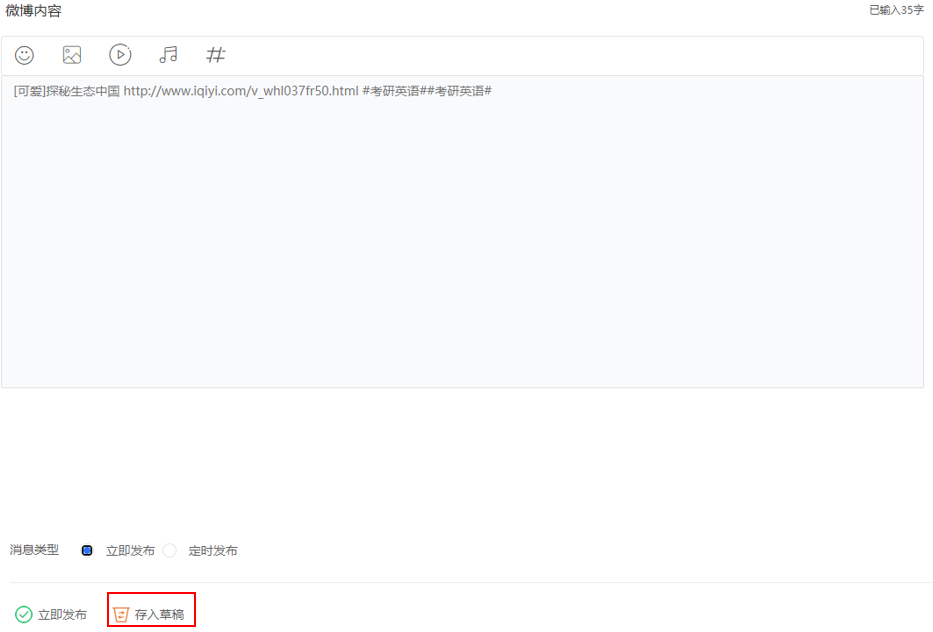 微博内容 已输入35字
[可爱]探秘生态中国 http://www.iqiyi.com/v_whl037fr50.html #考研英语##考研英语#
消息类型 立即发布 定时发布
立即发布 存入草稿